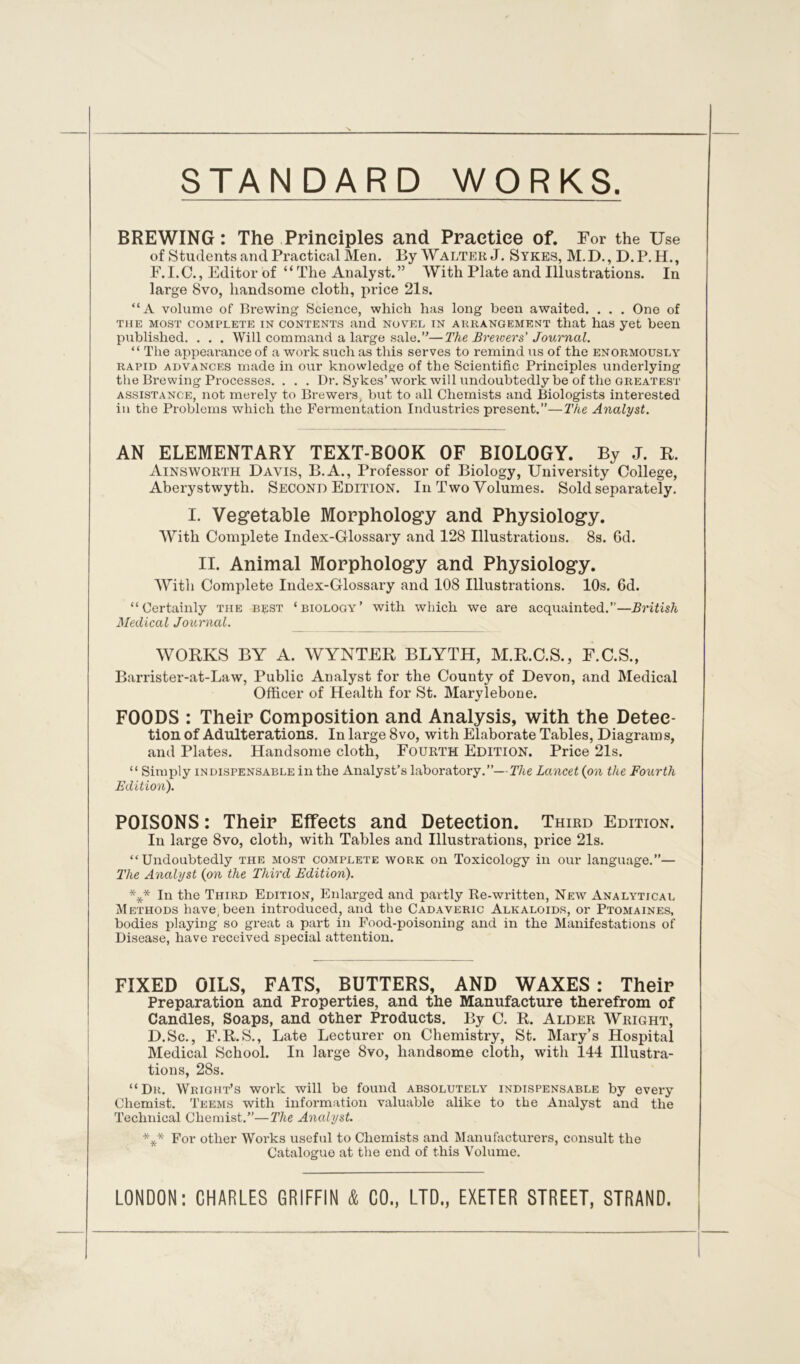 STANDARD WORKS.
BREWING: The Principles and Practice of. For the Use
of Students and Practical Men. By WALTER J. SYKES, M.D., D.P.H.,
F.I.C., Editor of “The Analyst.” With Plate and Illustrations. In
large 8vo, handsome cloth, price 21s.
“A volume of Brewing Science, which has long been awaited. . . . One of
THE MOST COMPLETE IN CONTENTS and NOVEL IN ARRANGEMENT that has yet been
published. . . . Will command a large sale.”—The Brewers' Journal.
“The appearance of a work such as this serves to remind us of the ENORMOUSLY
RAPID ADVANCES made in our knowledge of the Scientific Principles underlying
the Brewing Processes. . . . Dr. Sykes’ work will undoubtedly be of the GREATEST
ASSISTANCE, not merely to Brewers, but to all Chemists and Biologists interested
in the Problems which the Fermentation Industries present.”—The Analyst.
AN ELEMENTARY TEXT-BOOK OF BIOLOGY. By J. R.
AINSWORTH DAVIS, B.A., Professor of Biology, University College,
Aberystwyth. SECOND EDITION. In Two Volumes. Sold separately.
I. Vegetable Morphology and Physiology.
With Complete Index-Glossary and 128 Illustrations. 8s. 6d.
II. Animal Morphology and Physiology.
With Complete Index-Glossary and 108 Illustrations. 10s. 6d.
“Certainly THE BEST ‘BIOLOGY’ with which we are acquainted.”—British
Medical Journal.
WORKS BY A. WYNTER BLYTH, M.R.C.S., F.C.S.,
Barrister-at-Law, Public Analyst for the County of Devon, and Medical
Officer of Health for St. Marylebone.
FOODS: Their Composition and Analysis, with the Detec-
tion of Adulterations. In large 8vo, with Elaborate Tables, Diagrams,
and Plates. Handsome cloth, FOURTH EDITION. Price 21s.
“Simply INDISPENSABLE in the Analyst’s laboratory.”—The Lancet (on the Fourth
Edition).
POISONS: Their Effects and Detection. THIRD EDITION.
In large 8vo, cloth, with Tables and Illustrations, price 21s.
“Undoubtedly THE MOST COMPLETE WORK on Toxicology in our language.”—
The Analyst (on the Third Edition).
*** In the THIRD EDITION, Enlarged and partly Re-written, NEW ANALYTICAL
METHODS have been introduced, and the CADAVERIC ALKALOIDS, or PTOMAINES,
bodies playing so great a part in Food-poisoning and in the Manifestations of
Disease, have received special attention.
FIXED OILS, FATS, BUTTERS, AND WAXES: Their
Preparation and Properties, and the Manufacture therefrom of
Candles, Soaps, and other Products. By C. R. ALDER WRIGHT,
D.Sc., F.R.S., Late Lecturer on Chemistry, St. Mary’s Hospital
Medical School. In large 8vo, handsome cloth, with 144 Illustra-
tions, 28s.
“DR. WRIGHT’S work will be found ABSOLUTELY INDISPENSABLE by every
Chemist. TEEMS with information valuable alike to the Analyst and the
Technical Chemist.”—The Analyst.
*** For other Works useful to Chemists and Manufacturers, consult the
Catalogue at the end of this Volume.
LONDON: CHARLES GRIFFIN & CO., LTD., EXETER STREET, STRAND.